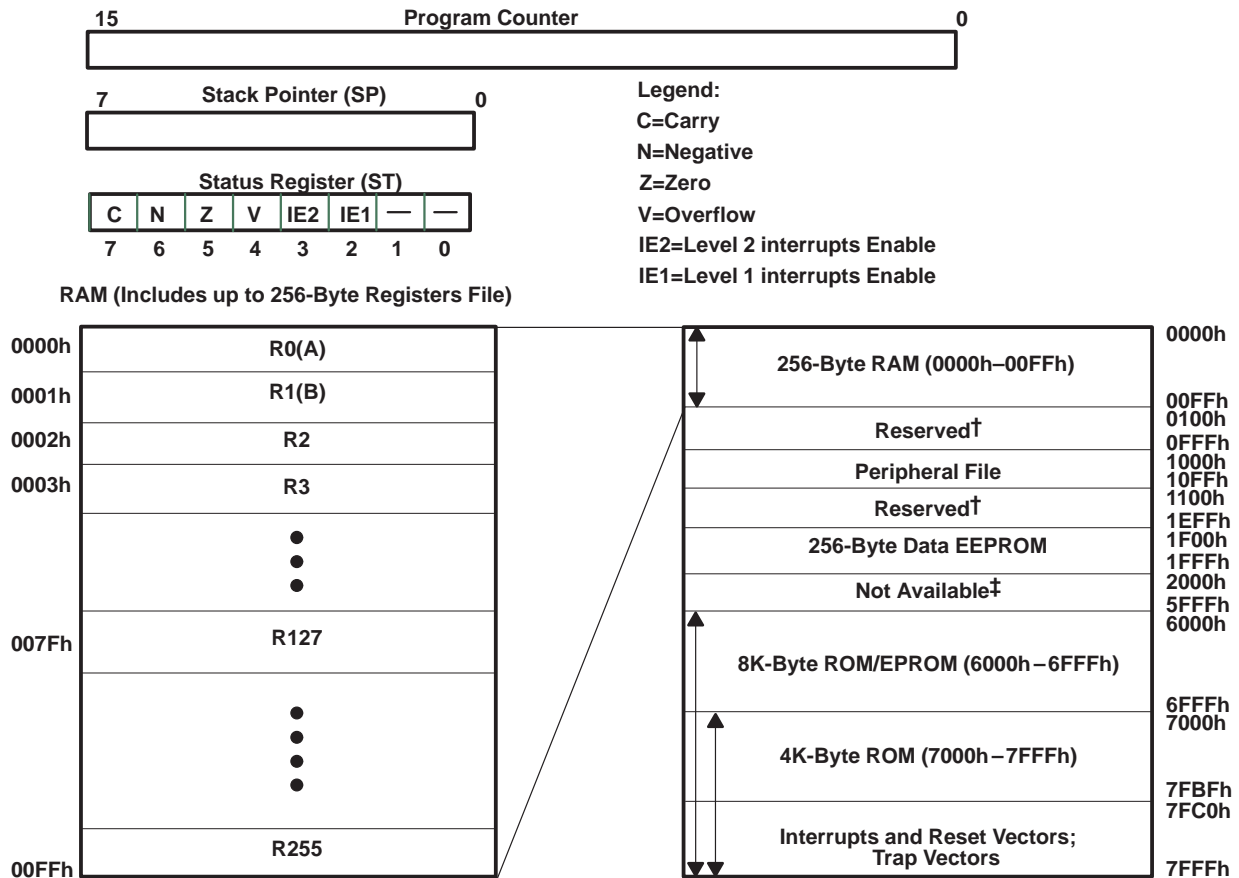 15 Program Counter 0
7 Stack Pointer (SP) 0
Status Register (ST)
C N Z V IE2 IE1 — —
7 6 5 4 3 2 1 0
Legend:
C=Carry
N=Negative
Z=Zero
V=Overflow
IE2=Level 2 interrupts Enable
IE1=Level 1 interrupts Enable
RAM (Includes up to 256-Byte Registers File)
0000h R0(A)
0001h R1(B)
0002h R2
0003h R3
007Fh R127
R255
00FFh
0000h
256-Byte RAM (0000h–00FFh)
00FFh
0100h
Reserved†
0FFFh
1000h
Peripheral File
10FFh
1100h
Reserved†
1EFFh
1F00h
256-Byte Data EEPROM
1FFFh
2000h
Not Available‡
5FFFh
6000h
8K-Byte ROM/EPROM (6000h–6FFFh)
6FFFh
7000h
4K-Byte ROM (7000h–7FFFh)
7FBFh
7FC0h
Interrupts and Reset Vectors;
Trap Vectors
7FFFh